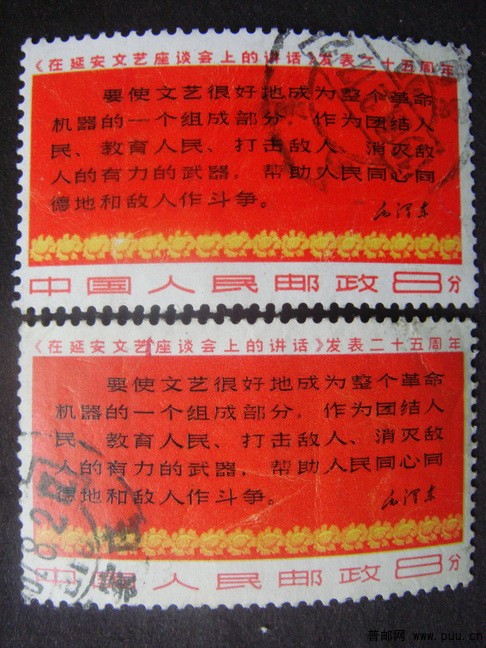 《在延安文艺座谈会上的讲话》发表二十五周年
要使文艺很好地成为整个革命
机器的一个组成部分，作为团结人
民、教育人民、打击敌人、消灭敌
人的有力的武器，帮助人民同心同
德地和敌人作斗争。
毛泽东
中国人民邮政8分
《在延安文艺座谈会上的讲话》发表二十五周年
要使文艺很好地成为整个革命
机器的一个组成部分，作为团结人
民、教育人民、打击敌人、消灭敌
人的有力的武器，帮助人民同心同
德地和敌人作斗争。
毛泽东
中国人民邮政8分
普邮网 www.puu.cn